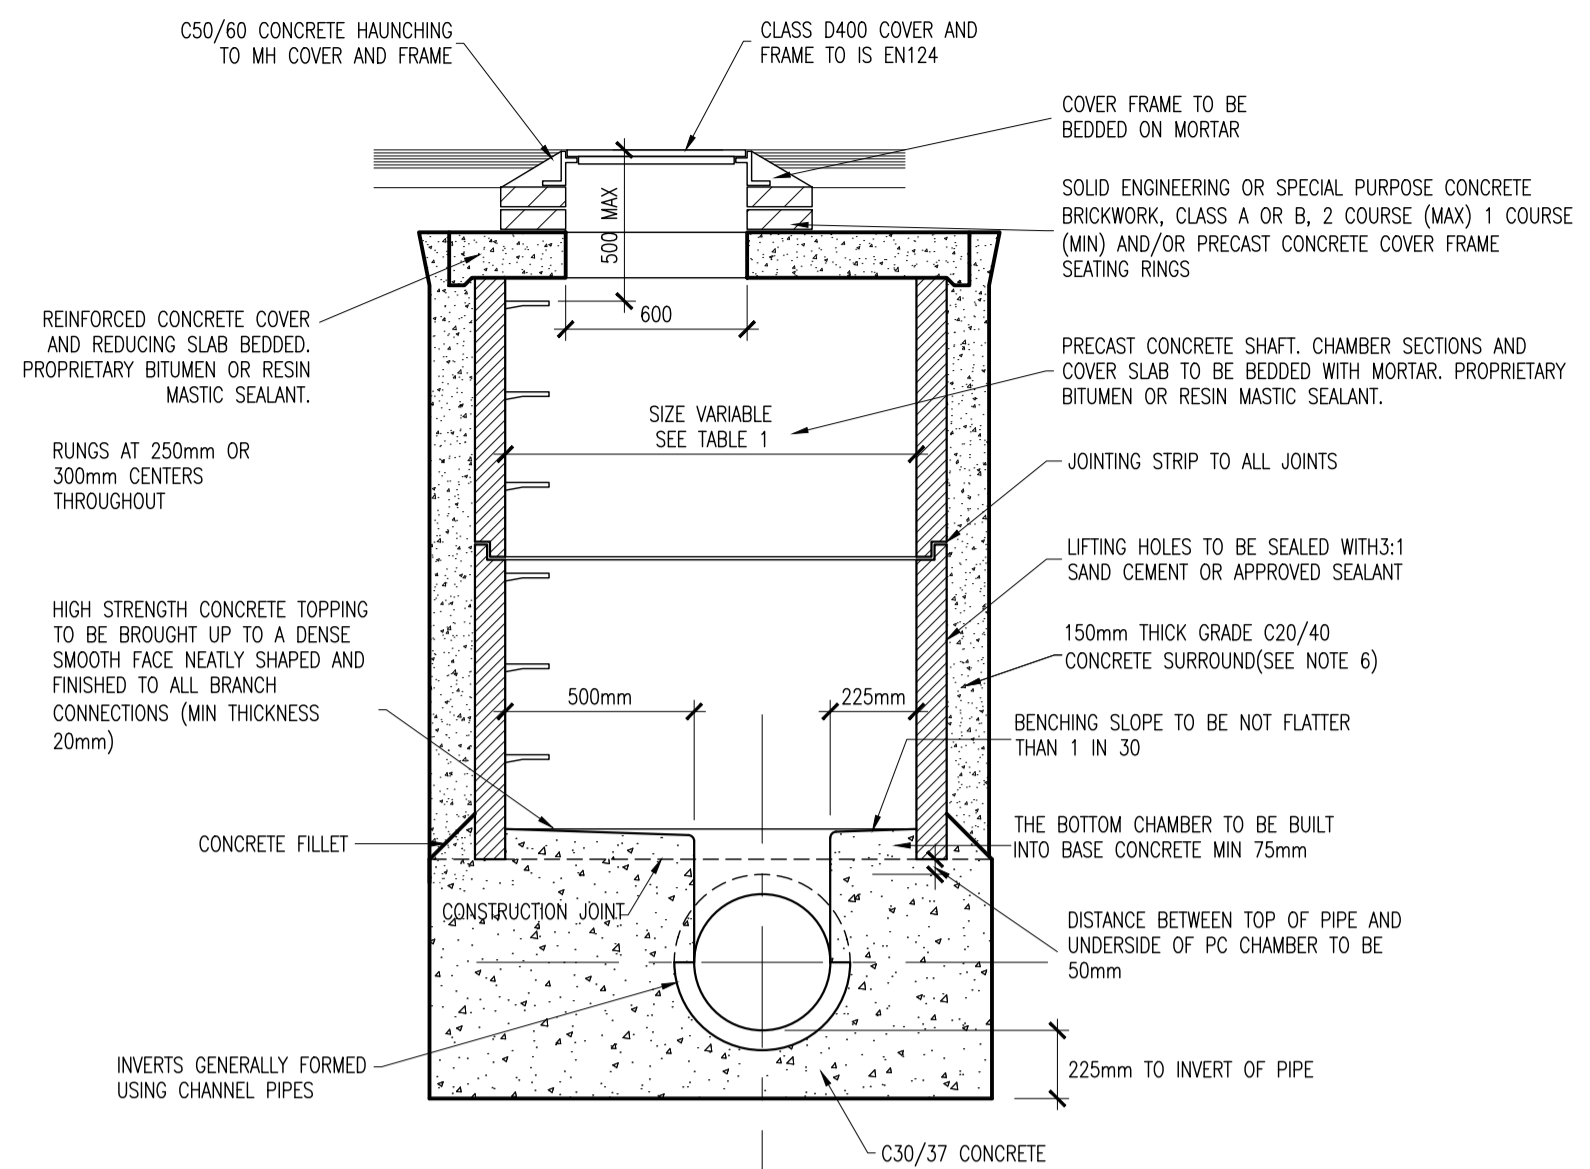 C50/60 CONCRETE HAUNCHING
TO MH COVER AND FRAME
CLASS D400 COVER AND
FRAME TO IS EN124
COVER FRAME TO BE
BEDDED ON MORTAR
SOLID ENGINEERING OR SPECIAL PURPOSE CONCRETE
BRICKWORK, CLASS A OR B, 2 COURSE (MAX) 1 COURSE
(MIN) AND/OR PRECAST CONCRETE COVER FRAME
SEATING RINGS
500 MAX
600
REINFORCED CONCRETE COVER
AND REDUCING SLAB BEDDED.
PROPRIETARY BITUMEN OR RESIN
MASTIC SEALANT.
PRECAST CONCRETE SHAFT. CHAMBER SECTIONS AND
COVER SLAB TO BE BEDDED WITH MORTAR. PROPRIETARY
BITUMEN OR RESIN MASTIC SEALANT.
SIZE VARIABLE
SEE TABLE 1
RUNGS AT 250mm OR
300mm CENTERS
THROUGHOUT
JOINTING STRIP TO ALL JOINTS
LIFTING HOLES TO BE SEALED WITH3:1
SAND CEMENT OR APPROVED SEALANT
HIGH STRENGTH CONCRETE TOPPING
TO BE BROUGHT UP TO A DENSE
SMOOTH FACE NEATLY SHAPED AND
FINISHED TO ALL BRANCH
CONNECTIONS (MIN THICKNESS
20mm)
150mm THICK GRADE C20/40
CONCRETE SURROUND(SEE NOTE 6)
500mm
225mm
BENCHING SLOPE TO BE NOT FLATTER
THAN 1 IN 30
CONCRETE FILLET
THE BOTTOM CHAMBER TO BE BUILT
INTO BASE CONCRETE MIN 75mm
CONSTRUCTION JOINT
DISTANCE BETWEEN TOP OF PIPE AND
UNDERSIDE OF PC CHAMBER TO BE
50mm
INVERTS GENERALLY FORMED
USING CHANNEL PIPES
225mm TO INVERT OF PIPE
C30/37 CONCRETE